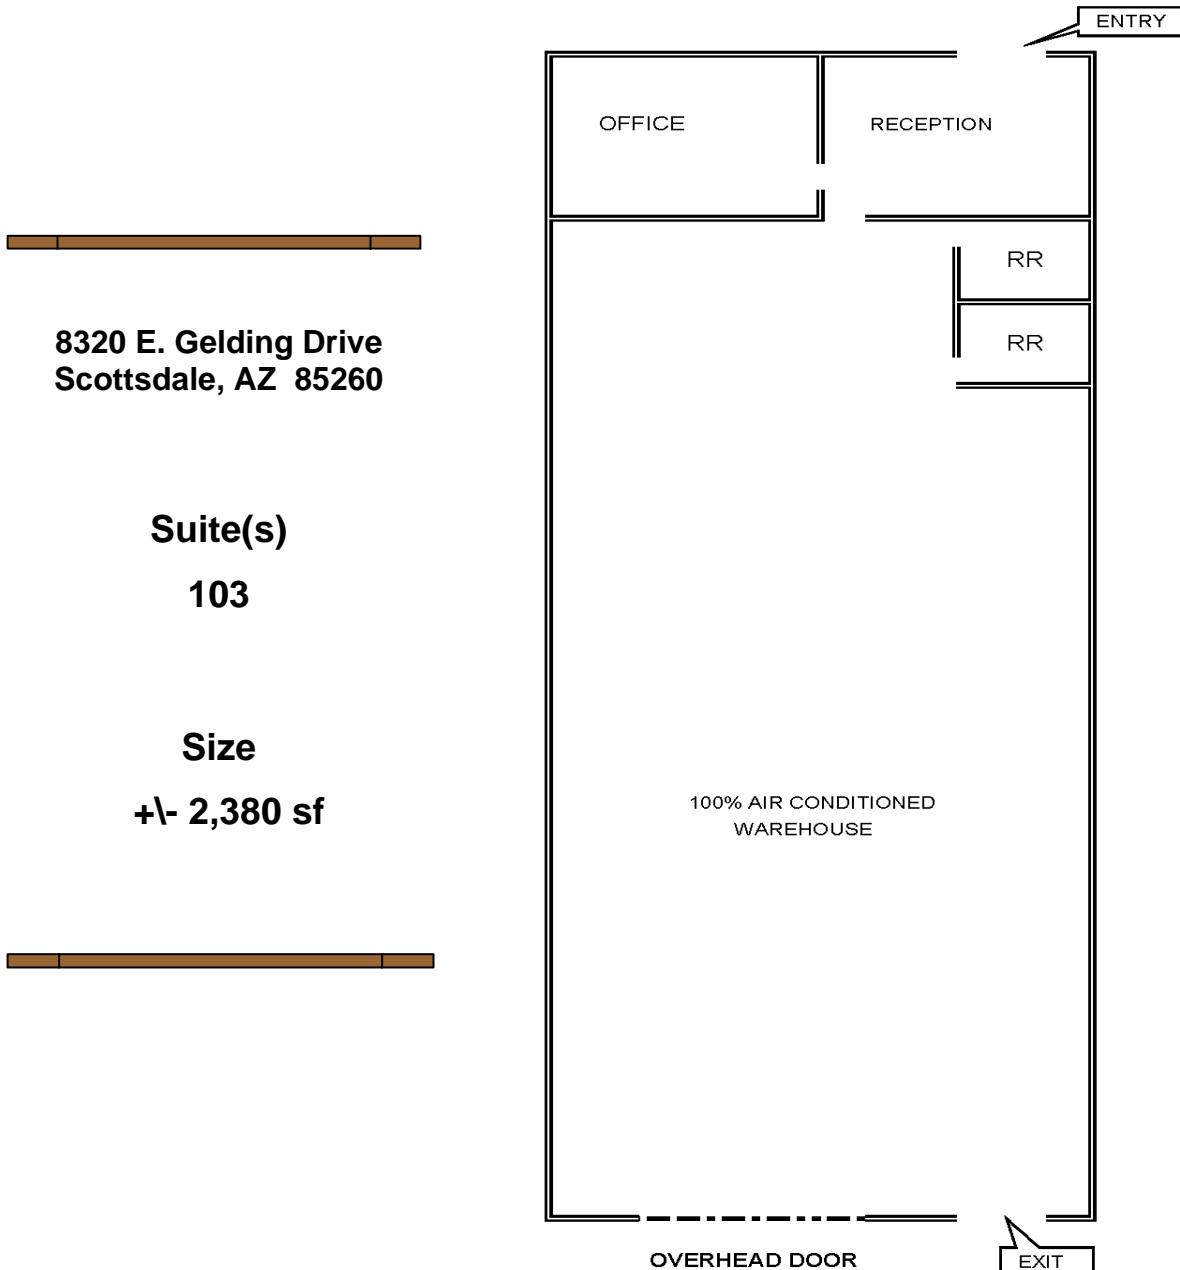 8320 E. Gelding Drive
Scottsdale, AZ  85260
Suite(s)
103
Size
+\- 2,380 sf
ENTRY
OFFICE
RECEPTION
RR
RR
100% AIR CONDITIONED
WAREHOUSE
OVERHEAD DOOR
EXIT